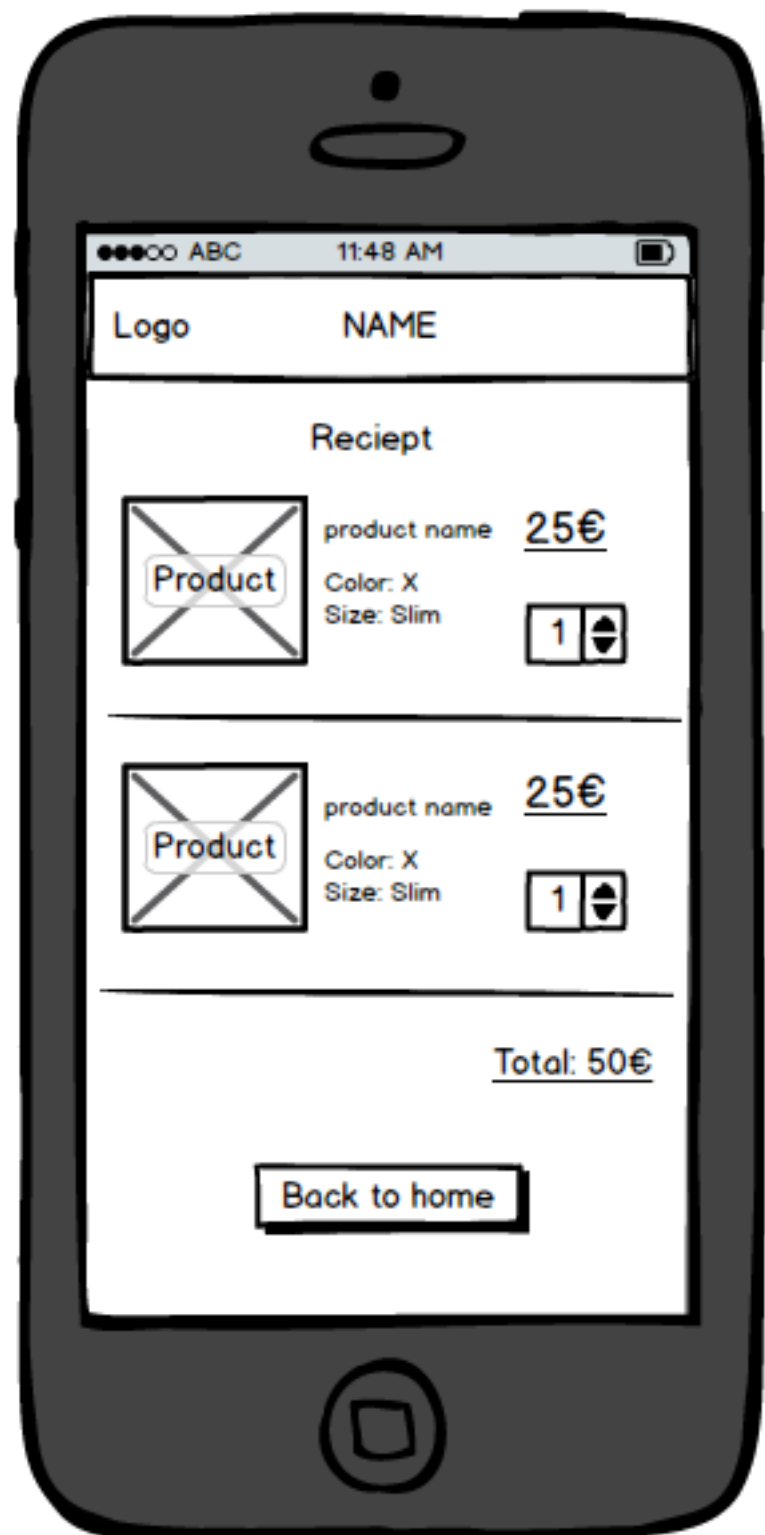 ABC 11:48 AM
Logo NAME
Reciept
product name 25€
Product
Color: X
Size: Slim
1
product name 25€
Product
Color: X
Size: Slim
1
Total: 50€
Back to home